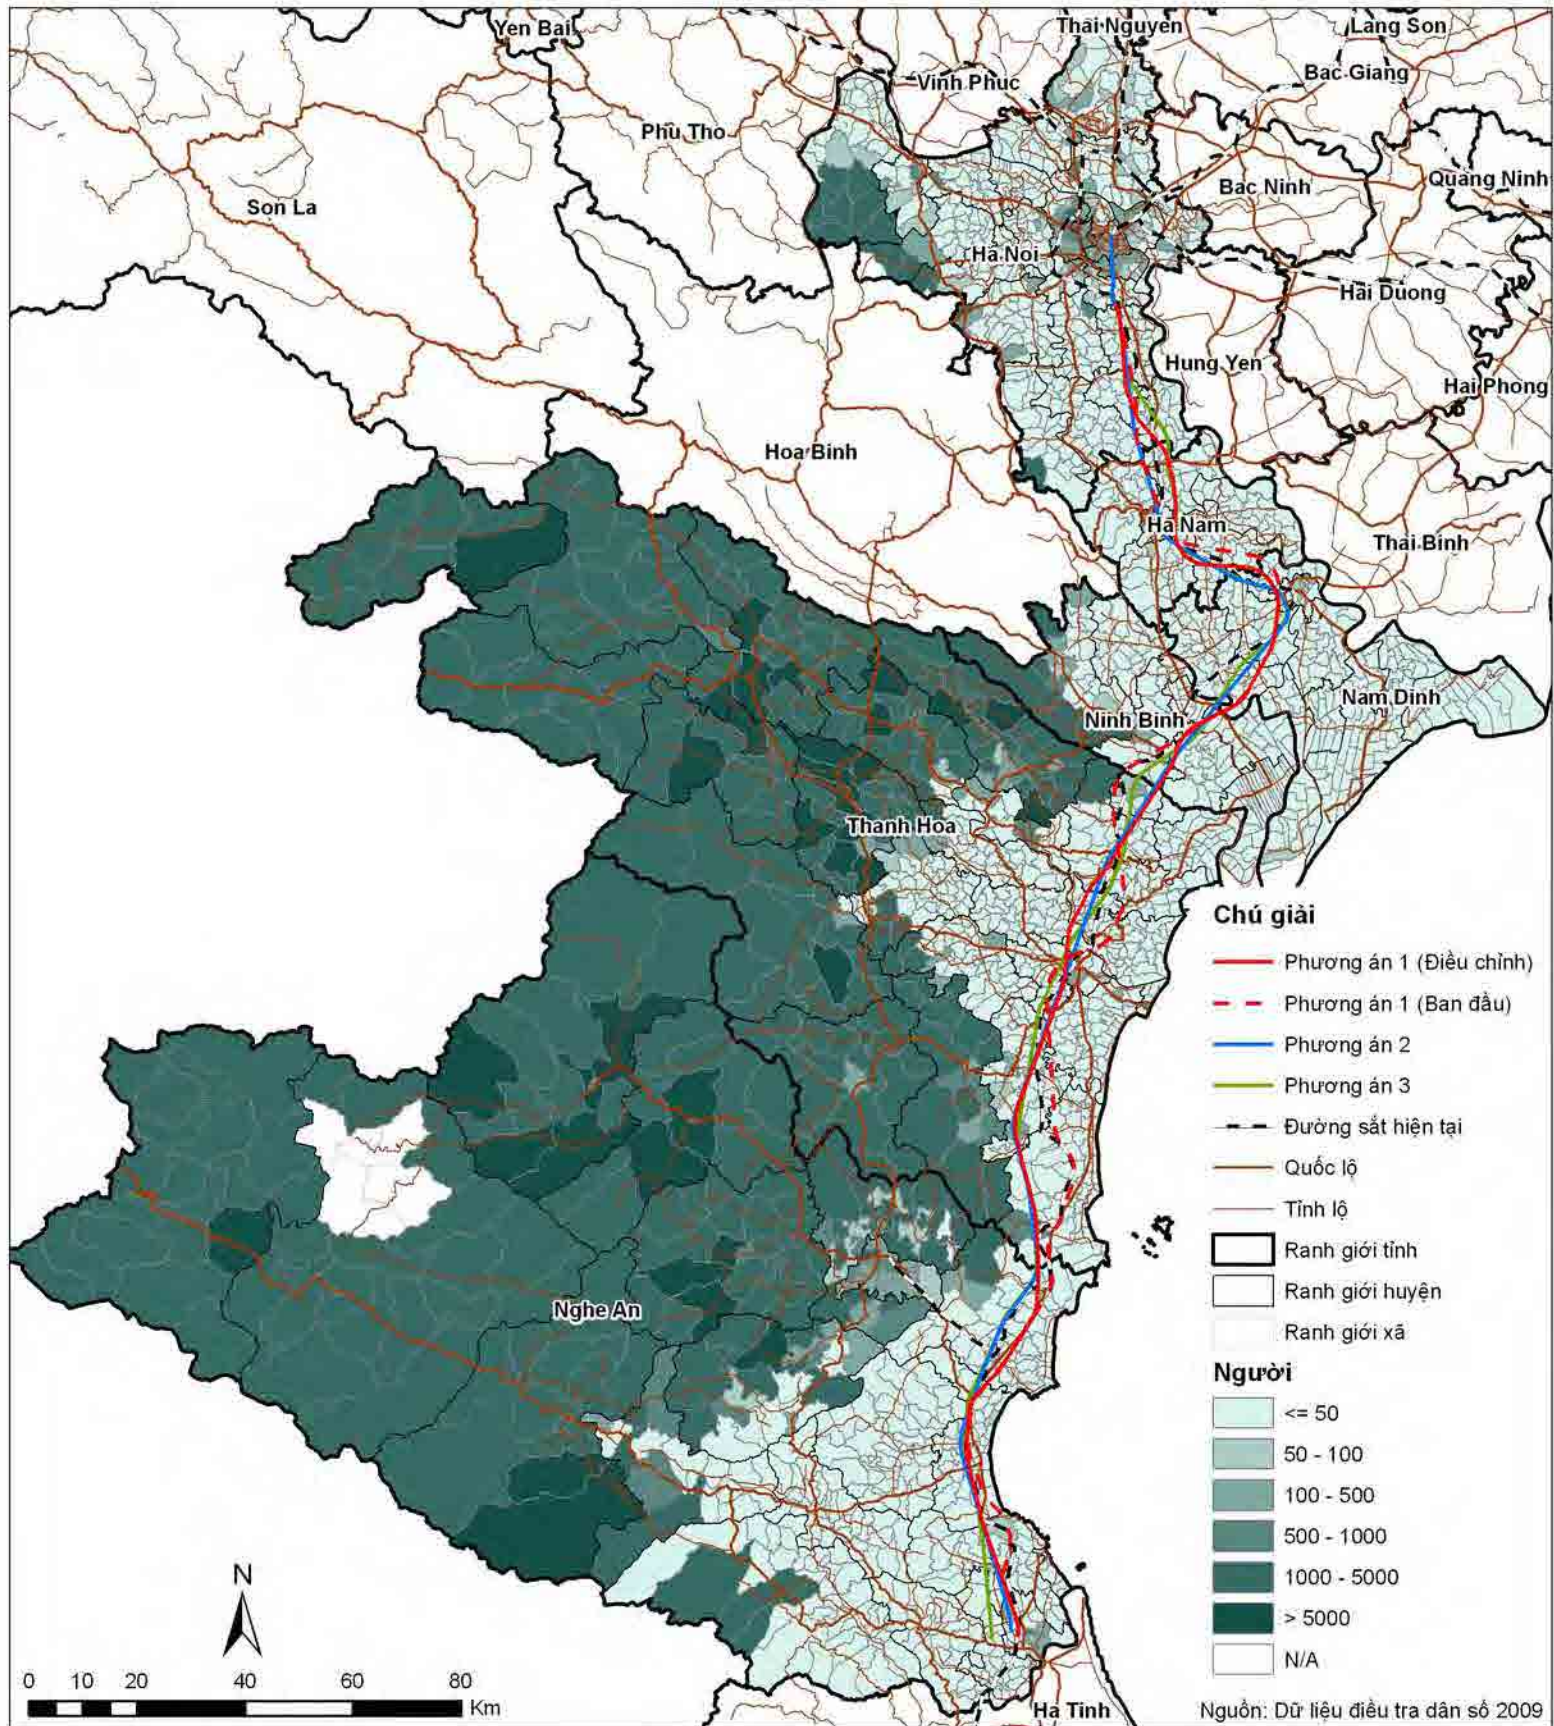 Yen Bai
Thai Nguyen
Lang Son
Vinh Phuc
Bac Giang
Phu Tho
Son La
Bac Ninh
Quang Ninh
Ha Noi
Hai Duong
Hung Yen
Hai Phong
Hoa Binh
Ha Nam
Thai Binh
Nam Dinh
Ninh Binh
Thanh Hoa
Nghe An
Ha Tinh
Chú giải
Phương án 1 (Điều chỉnh)
Phương án 1 (Ban đầu)
Phương án 2
Phương án 3
Đường sắt hiện tại
Quốc lộ
Tỉnh lộ
Ranh giới tỉnh
Ranh giới huyện
Ranh giới xã
Người
<= 50
50 - 100
100 - 500
500 - 1000
1000 - 5000
> 5000
N/A
N
0 10 20 40 60 80
Km
Nguồn: Dữ liệu điều tra dân số 2009